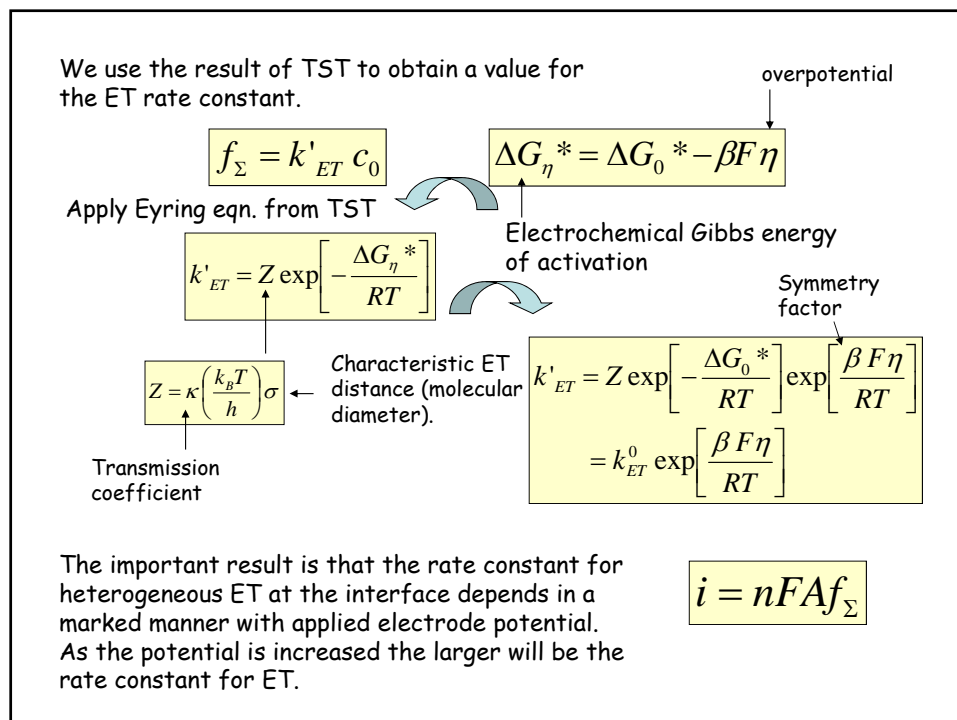 We use the result of TST to obtain a value for
the ET rate constant.
overpotential
f_Σ = k'_ET c_0
ΔG_η* = ΔG_0* − βFη
Apply Eyring eqn. from TST
Electrochemical Gibbs energy
of activation
k'_ET = Z exp[−ΔG_η*/RT]
Symmetry
factor
Z = κ(k_B T/h)σ
Characteristic ET
distance (molecular
diameter).
k'_ET = Z exp[−ΔG_0*/RT] exp[β Fη/RT]
= k^0_ET exp[β Fη/RT]
Transmission
coefficient
The important result is that the rate constant for
heterogeneous ET at the interface depends in a
marked manner with applied electrode potential.
As the potential is increased the larger will be the
rate constant for ET.
i = nFAf_Σ